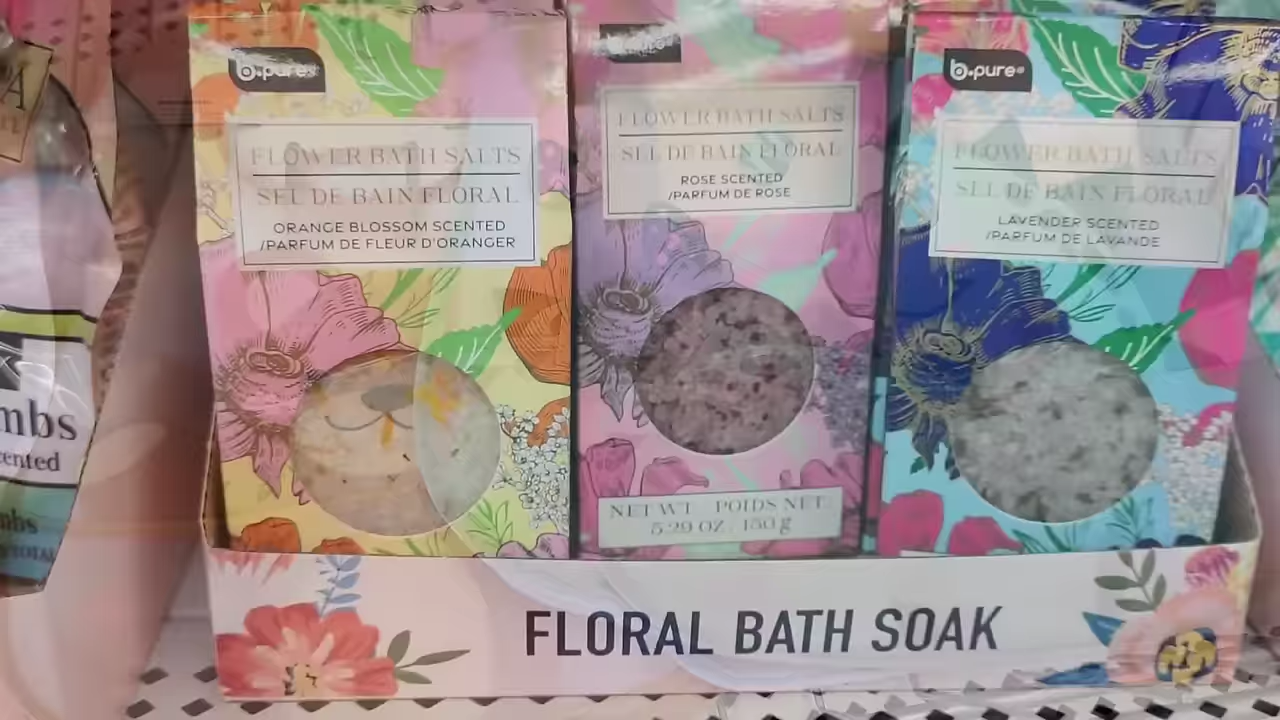 b.pure®
FLOWER BATH SALTS
SEL DE BAIN FLORAL
ORANGE BLOSSOM SCENTED
/PARFUM DE FLEUR D'ORANGER
FLOWER BATH SALTS
SEL DE BAIN FLORAL
ROSE SCENTED
/PARFUM DE ROSE
NET WT. POIDS NET.
5.29 OZ. 150 g
b.pure®
FLOWER BATH SALTS
SEL DE BAIN FLORAL
LAVENDER SCENTED
/PARFUM DE LAVANDE
FLORAL BATH SOAK
mbs
cented
mbs
TOTAL